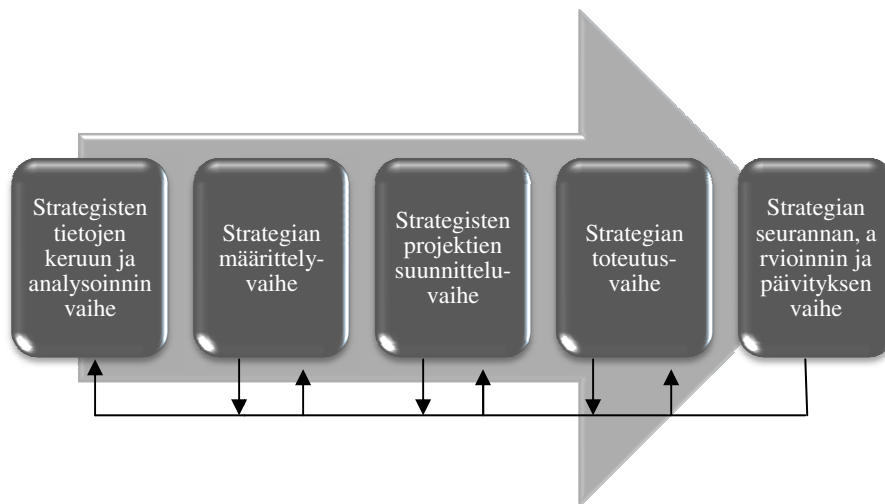 Strategisten
tietojen
keruun ja
analysoinnin
vaihe
Strategian
määrittely-
vaihe
Strategisten
projektien
suunnittelu-
vaihe
Strategian
toteutus-
vaihe
Strategian
seurannan, a
rvioinnin ja
päivityksen
vaihe